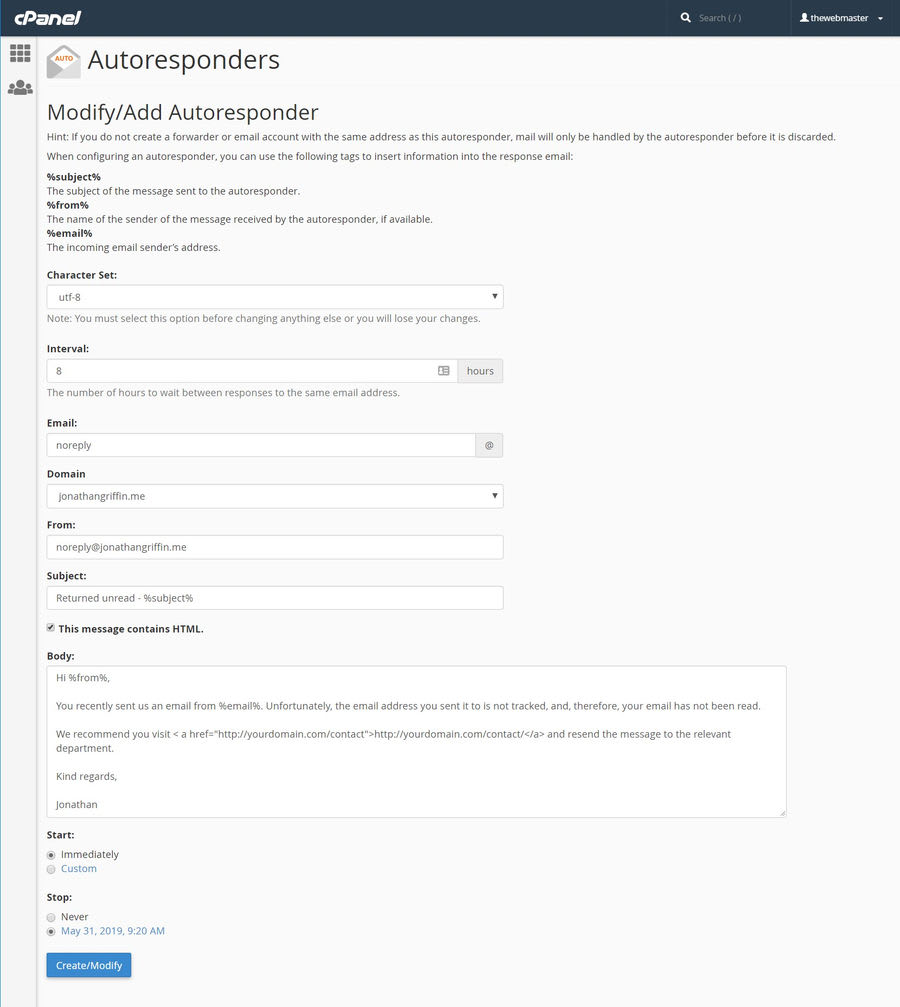 cPanel
Search ( / )
thewebmaster
AUTO
Autoresponders
Modify/Add Autoresponder
Hint: If you do not create a forwarder or email account with the same address as this autoresponder, mail will only be handled by the autoresponder before it is discarded.
When configuring an autoresponder, you can use the following tags to insert information into the response email:
%subject%
The subject of the message sent to the autoresponder.
%from%
The name of the sender of the message received by the autoresponder, if available.
%email%
The incoming email sender's address.
Character Set:
utf-8
Note: You must select this option before changing anything else or you will lose your changes.
Interval:
8
hours
The number of hours to wait between responses to the same email address.
Email:
noreply
@
Domain
jonathangriffin.me
From:
noreply@jonathangriffin.me
Subject:
Returned unread - %subject%
This message contains HTML.
Body:
Hi %from%,
You recently sent us an email from %email%. Unfortunately, the email address you sent it to is not tracked, and, therefore, your email has not been read.
We recommend you visit < a href="http://yourdomain.com/contact">http://yourdomain.com/contact/</a> and resend the message to the relevant
department.
Kind regards,
Jonathan
Start:
Immediately
Custom
Stop:
Never
May 31, 2019, 9:20 AM
Create/Modify